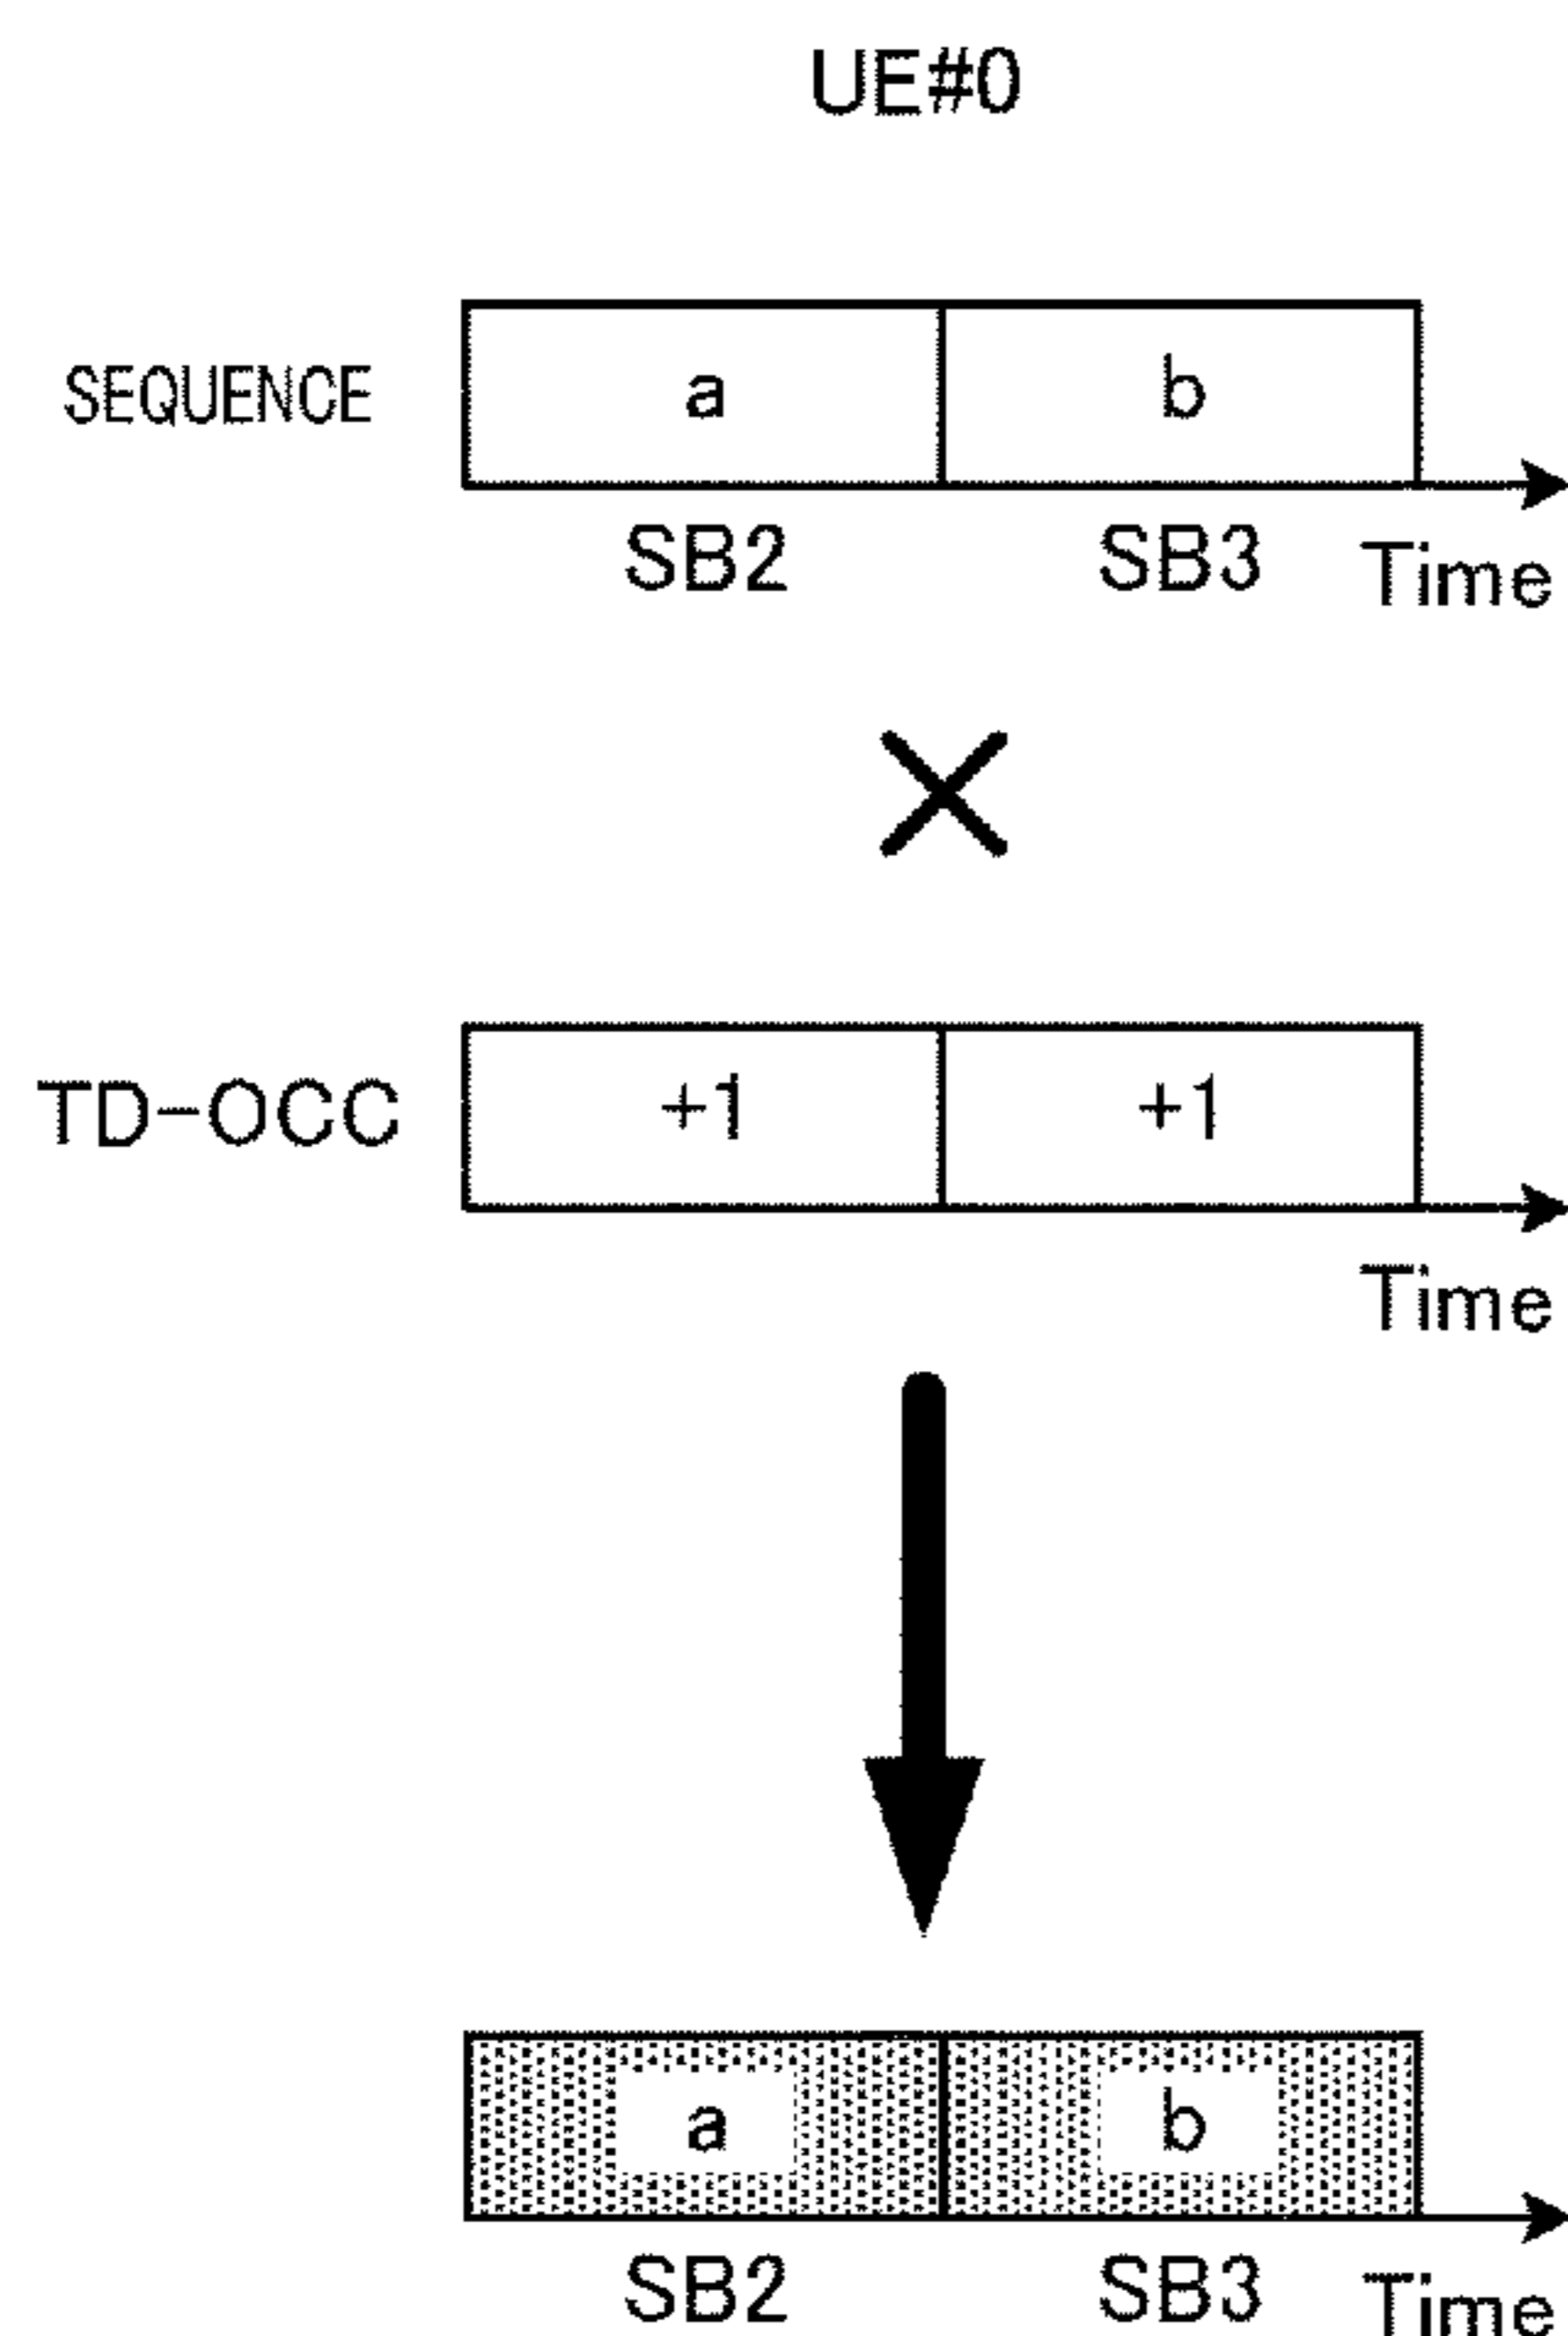 UE#0
SEQUENCE a b
SB2 SB3 Time
×
TD-OCC +1 +1
Time
a b
SB2 SB3 Time